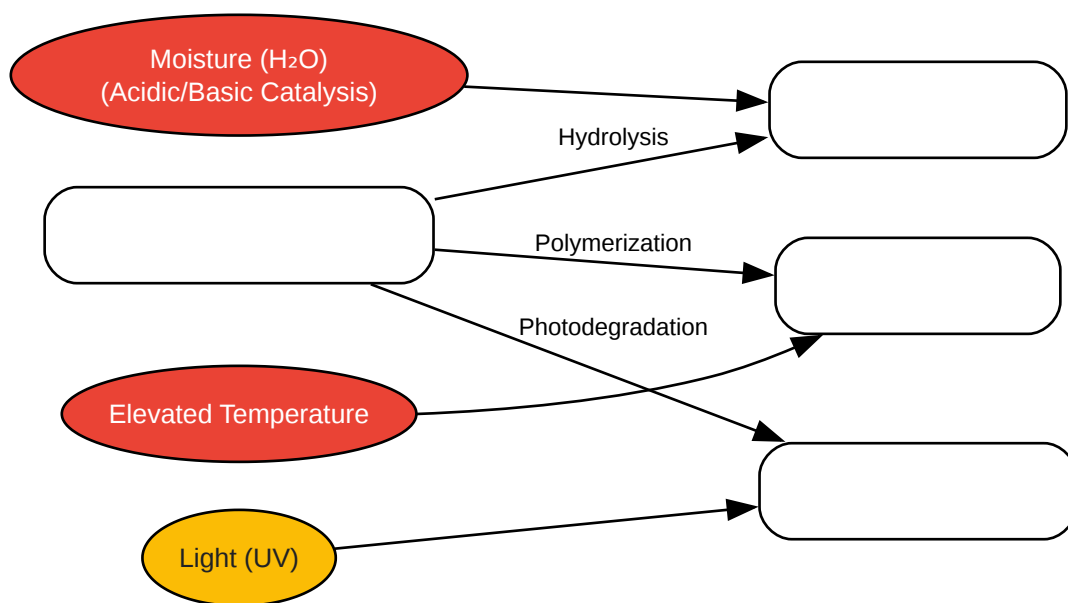 Moisture (H₂O)
(Acidic/Basic Catalysis)
Hydrolysis
Polymerization
Photodegradation
Elevated Temperature
Light (UV)